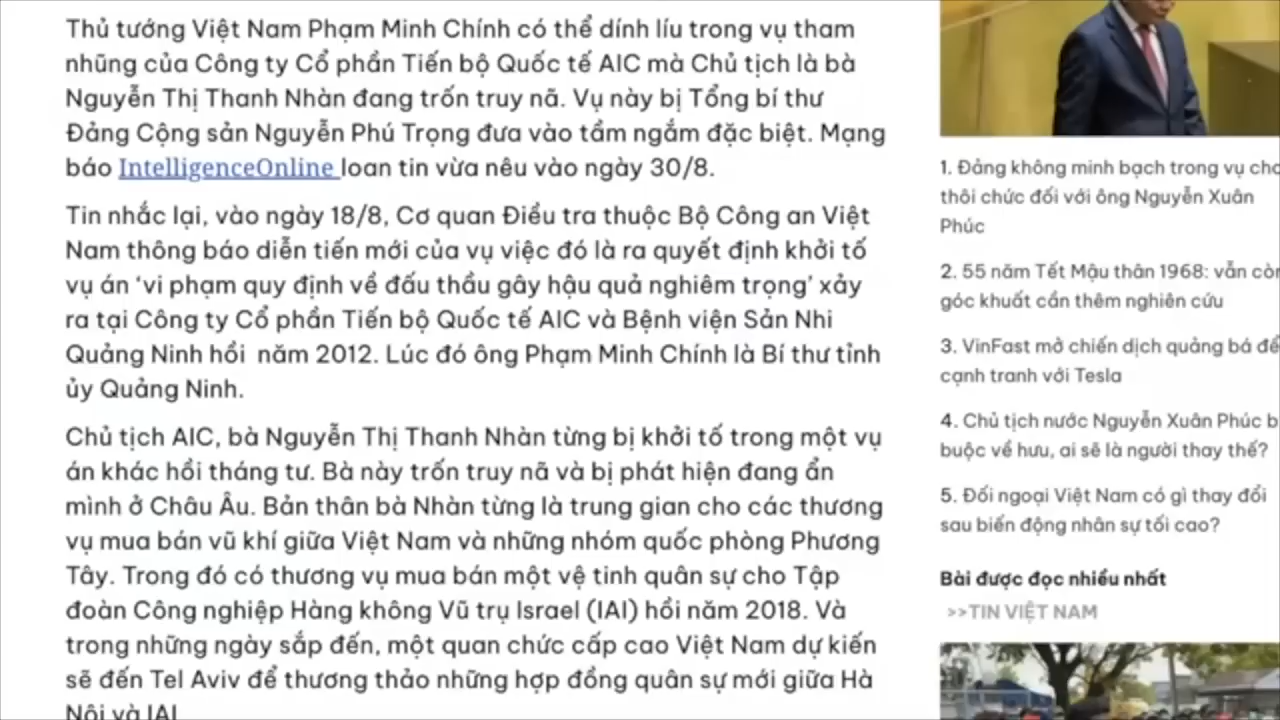 Thủ tướng Việt Nam Phạm Minh Chính có thể dính líu trong vụ tham
nhũng của Công ty Cổ phần Tiến bộ Quốc tế AIC mà Chủ tịch là bà
Nguyễn Thị Thanh Nhàn đang trốn truy nã. Vụ này bị Tổng bí thư
Đảng Cộng sản Nguyễn Phú Trọng đưa vào tầm ngắm đặc biệt. Mạng
báo IntelligenceOnline loan tin vừa nêu vào ngày 30/8.
Tin nhắc lại, vào ngày 18/8, Cơ quan Điều tra thuộc Bộ Công an Việt
Nam thông báo diễn tiến mới của vụ việc đó là ra quyết định khởi tố
vụ án ‘vi phạm quy định về đấu thầu gây hậu quả nghiêm trọng’ xảy
ra tại Công ty Cổ phần Tiến bộ Quốc tế AIC và Bệnh viện Sản Nhi
Quảng Ninh hồi năm 2012. Lúc đó ông Phạm Minh Chính là Bí thư tỉnh
ủy Quảng Ninh.
Chủ tịch AIC, bà Nguyễn Thị Thanh Nhàn từng bị khởi tố trong một vụ
án khác hồi tháng tư. Bà này trốn truy nã và bị phát hiện đang ẩn
mình ở Châu Âu. Bản thân bà Nhàn từng là trung gian cho các thương
vụ mua bán vũ khí giữa Việt Nam và những nhóm quốc phòng Phương
Tây. Trong đó có thương vụ mua bán một vệ tinh quân sự cho Tập
đoàn Công nghiệp Hàng không Vũ trụ Israel (IAI) hồi năm 2018. Và
trong những ngày sắp đến, một quan chức cấp cao Việt Nam dự kiến
sẽ đến Tel Aviv để thương thảo những hợp đồng quân sự mới giữa Hà
Nội và IAI
1. Đảng không minh bạch trong vụ cho
thôi chức đối với ông Nguyễn Xuân
Phúc
2. 55 năm Tết Mậu thân 1968: vẫn còn
góc khuất cần thêm nghiên cứu
3. VinFast mở chiến dịch quảng bá để
cạnh tranh với Tesla
4. Chủ tịch nước Nguyễn Xuân Phúc b
buộc về hưu, ai sẽ là người thay thế?
5. Đối ngoại Việt Nam có gì thay đổi
sau biến động nhân sự tối cao?
Bài được đọc nhiều nhất
>>TIN VIỆT NAM